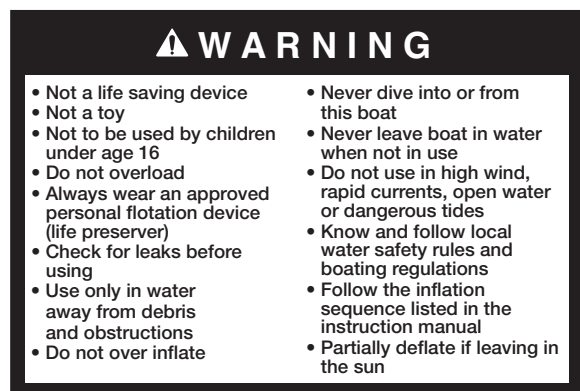 WARNING
• Not a life saving device
• Not a toy
• Not to be used by children
under age 16
• Do not overload
• Always wear an approved
personal flotation device
(life preserver)
• Check for leaks before
using
• Use only in water
away from debris
and obstructions
• Do not over inflate
• Never dive into or from
this boat
• Never leave boat in water
when not in use
• Do not use in high wind,
rapid currents, open water
or dangerous tides
• Know and follow local
water safety rules and
boating regulations
• Follow the inflation
sequence listed in the
instruction manual
• Partially deflate if leaving in
the sun